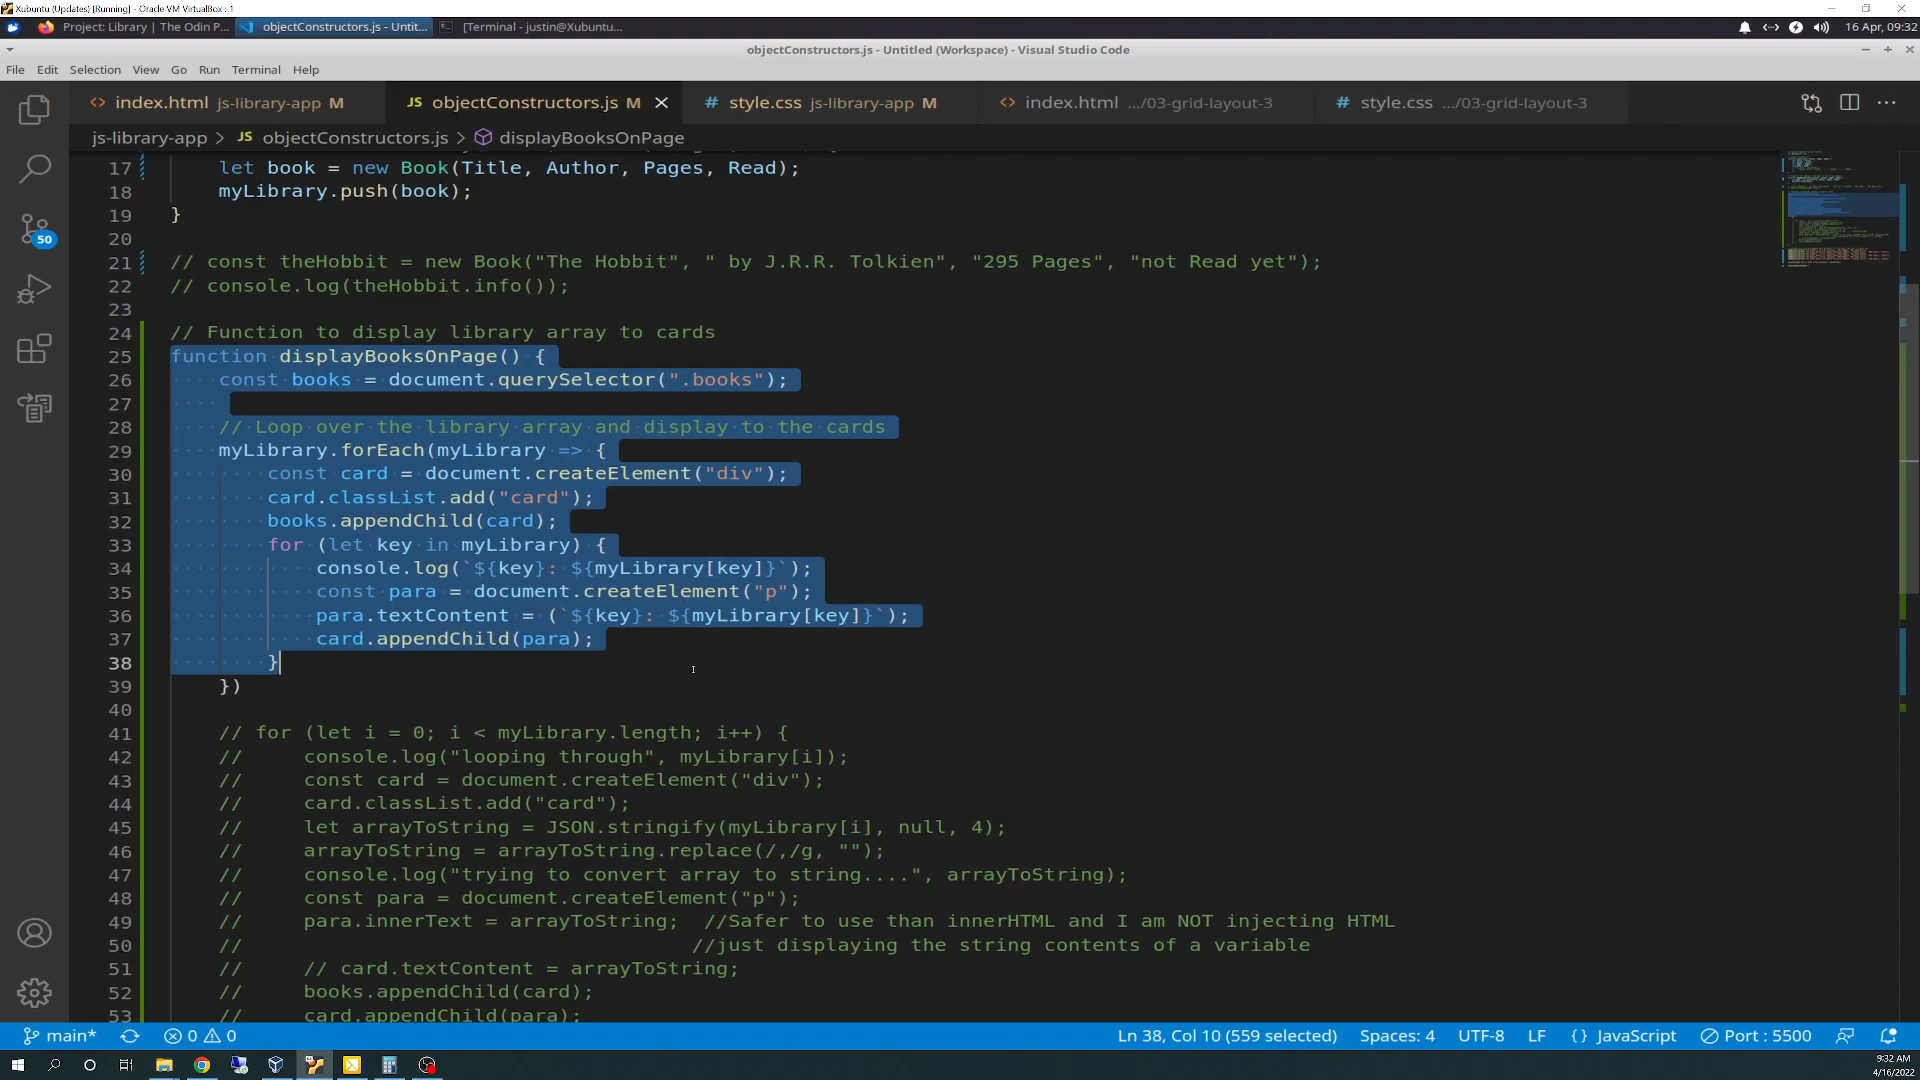 Xubuntu (Updates) [Running] - Oracle VM VirtualBox : 1
Project: Library | The Odin P... objectConstructors.js - Untit... [Terminal - justin@Xubuntu... 16 Apr, 09:32
objectConstructors.js - Untitled (Workspace) - Visual Studio Code
File Edit Selection View Go Run Terminal Help
<> index.html js-library-app M JS objectConstructors.js M # style.css js-library-app M <> index.html .../03-grid-layout-3 # style.css .../03-grid-layout-3
js-library-app > JS objectConstructors.js > displayBooksOnPage
17 let book = new Book(Title, Author, Pages, Read);
18 myLibrary.push(book);
19 }
20
21 // const theHobbit = new Book("The Hobbit", " by J.R.R. Tolkien", "295 Pages", "not Read yet");
22 // console.log(theHobbit.info());
23
24 // Function to display library array to cards
25 function displayBooksOnPage() {
26 const books = document.querySelector(".books");
27
28 // Loop over the library array and display to the cards
29 myLibrary.forEach(myLibrary => {
30 const card = document.createElement("div");
31 card.classList.add("card");
32 books.appendChild(card);
33 for (let key in myLibrary) {
34 console.log(`${key}: ${myLibrary[key]}`);
35 const para = document.createElement("p");
36 para.textContent = (`${key}: ${myLibrary[key]}`);
37 card.appendChild(para);
38 }
39 })
40
41 // for (let i = 0; i < myLibrary.length; i++) {
42 // console.log("looping through", myLibrary[i]);
43 // const card = document.createElement("div");
44 // card.classList.add("card");
45 // let arrayToString = JSON.stringify(myLibrary[i], null, 4);
46 // arrayToString = arrayToString.replace(/,/g, "");
47 // console.log("trying to convert array to string....", arrayToString);
48 // const para = document.createElement("p");
49 // para.innerText = arrayToString; //Safer to use than innerHTML and I am NOT injecting HTML
50 // //just displaying the string contents of a variable
51 // // card.textContent = arrayToString;
52 // books.appendChild(card);
53 // card.appendChild(para);
50
main* 0 0 Ln 38, Col 10 (559 selected) Spaces: 4 UTF-8 LF {} JavaScript Port : 5500
9:32 AM
4/16/2022